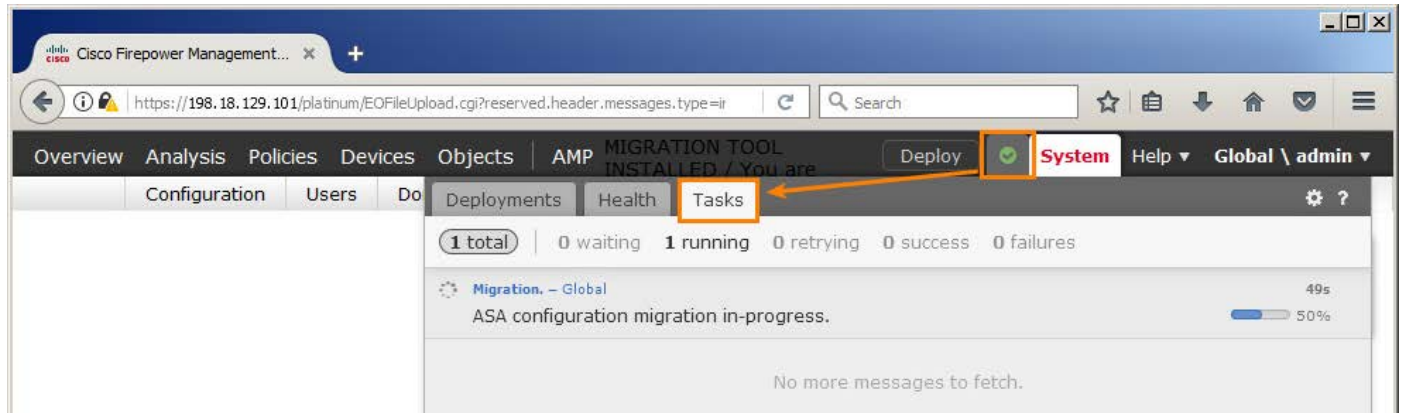 cisco Cisco Firepower Management... × +
https://198.18.129.101/platinum/EOFileUpload.cgi?reserved.header.messages.type=ir Search
Overview Analysis Policies Devices Objects AMP MIGRATION TOOL INSTALLED / You are Deploy System Help Global \ admin
Configuration Users Do
Deployments Health Tasks ?
1 total 0 waiting 1 running 0 retrying 0 success 0 failures
Migration. – Global 49s
ASA configuration migration in-progress. 50%
No more messages to fetch.